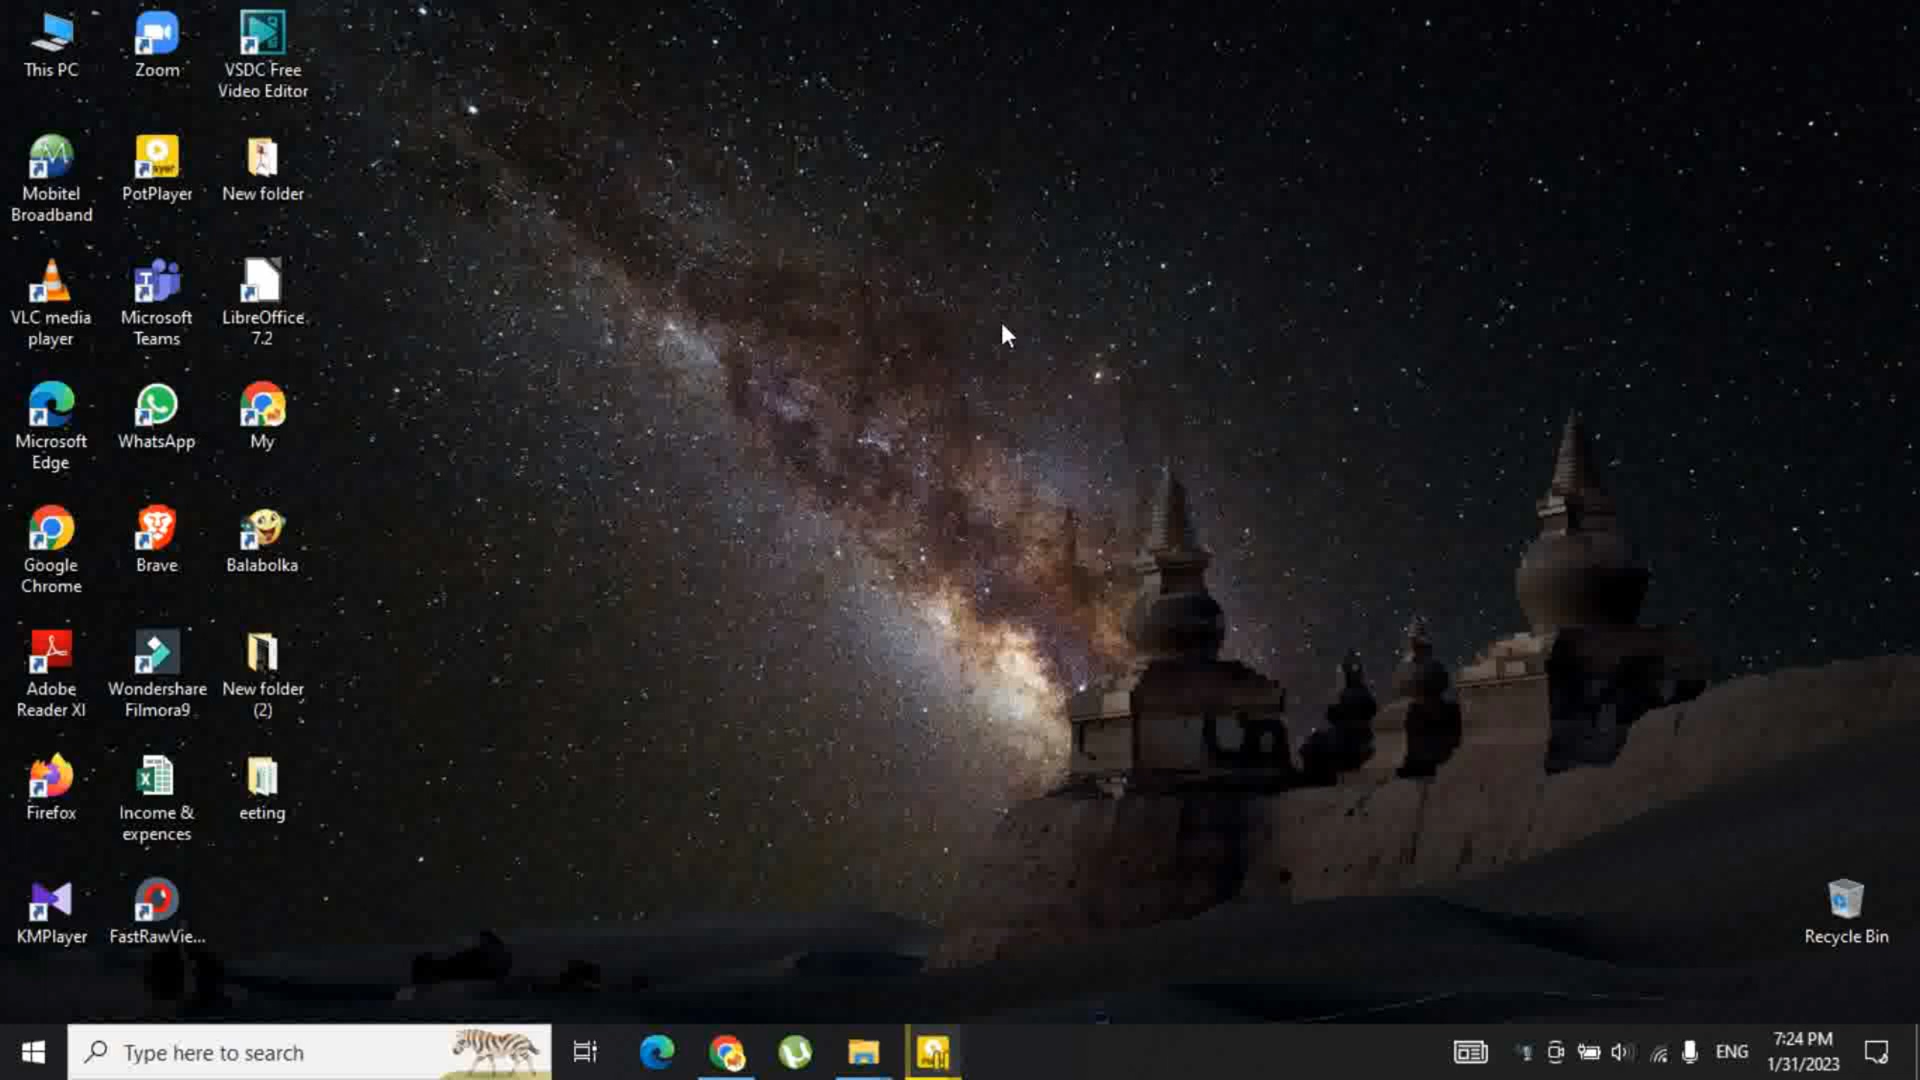 This PC
Zoom
VSDC Free
Video Editor
Mobitel
Broadband
PotPlayer
New folder
VLC media
player
Microsoft
Teams
LibreOffice
7.2
Microsoft
Edge
WhatsApp
My
Google
Chrome
Brave
Balabolka
Adobe
Reader XI
Wondershare
Filmora9
New folder
(2)
Firefox
Income &
expences
eeting
KMPlayer
FastRawVie...
Recycle Bin
Type here to search
ENG
7:24 PM
1/31/2023